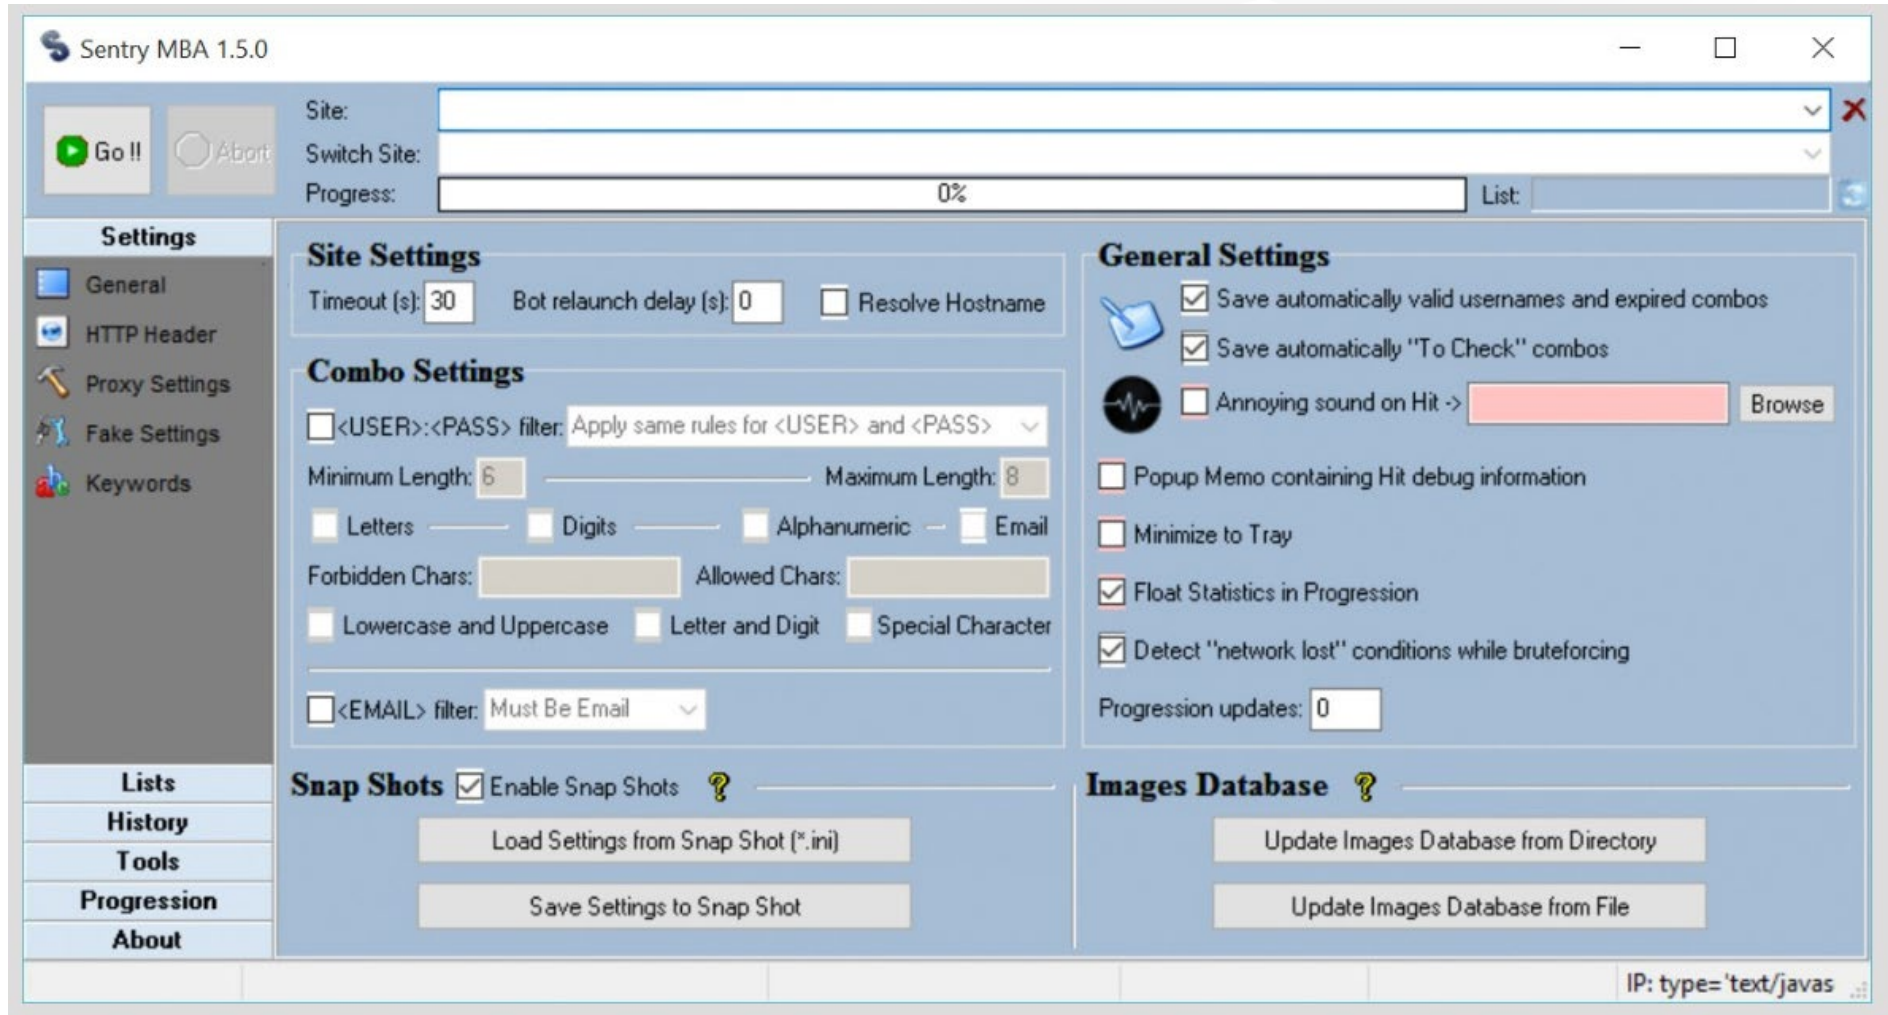 Sentry MBA 1.5.0
Go !!
Abort
Site:
Switch Site:
Progress:
0%
List:
Settings
General
HTTP Header
Proxy Settings
Fake Settings
Keywords
Lists
History
Tools
Progression
About
Site Settings
Timeout (s): 30 Bot relaunch delay (s): 0 Resolve Hostname
Combo Settings
<USER>:<PASS> filter: Apply same rules for <USER> and <PASS>
Minimum Length: 6 Maximum Length: 8
Letters Digits Alphanumeric Email
Forbidden Chars: Allowed Chars:
Lowercase and Uppercase Letter and Digit Special Character
<EMAIL> filter: Must Be Email
Snap Shots Enable Snap Shots ?
Load Settings from Snap Shot (*.ini)
Save Settings to Snap Shot
General Settings
Save automatically valid usernames and expired combos
Save automatically "To Check" combos
Annoying sound on Hit -> Browse
Popup Memo containing Hit debug information
Minimize to Tray
Float Statistics in Progression
Detect "network lost" conditions while bruteforcing
Progression updates: 0
Images Database ?
Update Images Database from Directory
Update Images Database from File
IP: type='text/javas